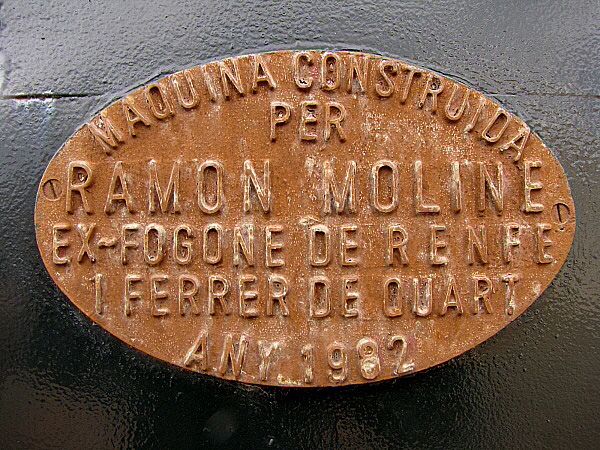 MAQUINA CONSTRUIDA
PER
RAMON MOLINE
EX-FOGONE DE RENFE
I FERRER DE QUART
ANY 1982